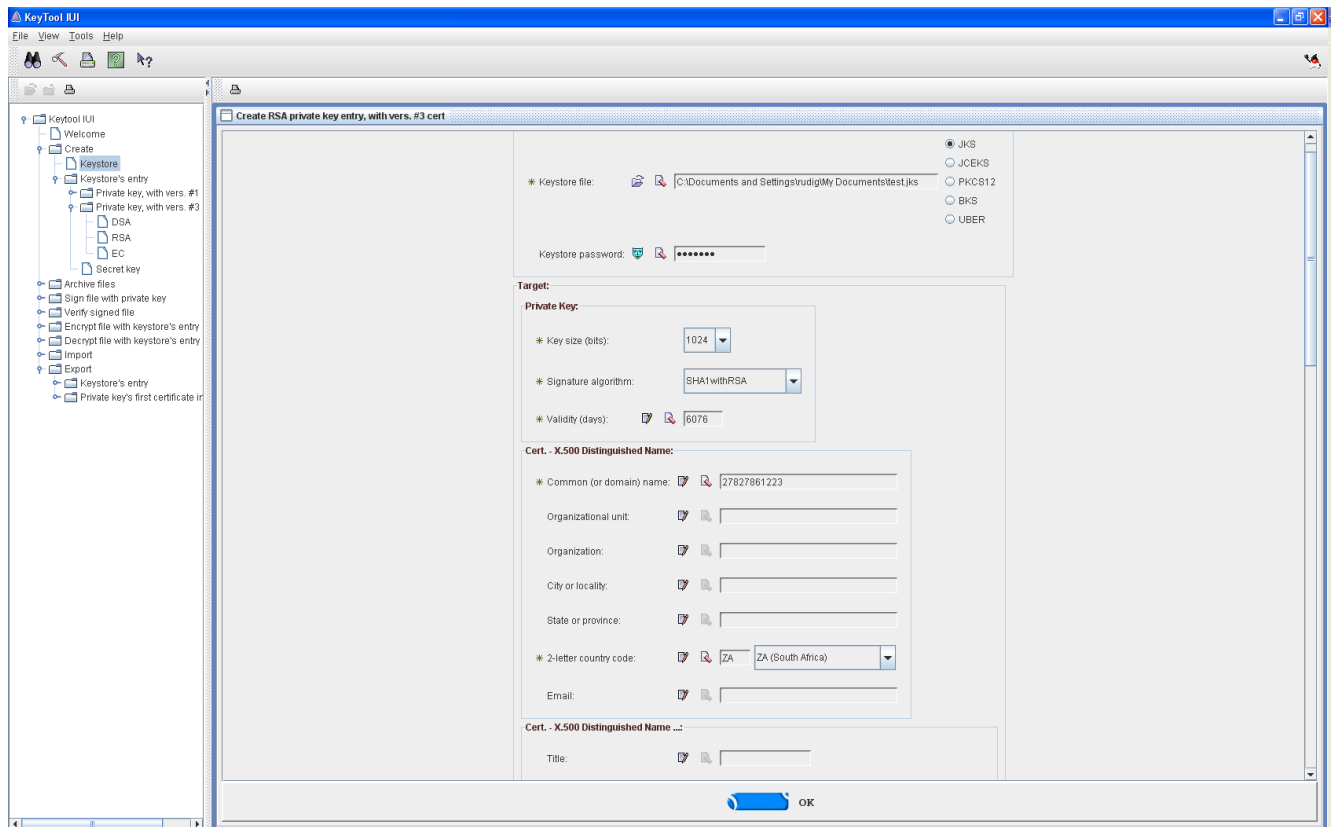 KeyTool IUI
File View Tools Help
Keytool IUI
Welcome
Create
Keystore
Keystore's entry
Private key, with vers. #1
Private key, with vers. #3
DSA
RSA
EC
Secret key
Archive files
Sign file with private key
Verify signed file
Encrypt file with keystore's entry
Decrypt file with keystore's entry
Import
Export
Keystore's entry
Private key's first certificate in
Create RSA private key entry, with vers. #3 cert
JKS
JCEKS
* Keystore file: C:\Documents and Settings\rudig\My Documents\test.jks PKCS12
BKS
UBER
Keystore password: •••••••
Target:
Private Key:
* Key size (bits): 1024
* Signature algorithm: SHA1withRSA
* Validity (days): 6076
Cert. - X.500 Distinguished Name:
* Common (or domain) name: 27827861223
Organizational unit:
Organization:
City or locality:
State or province:
* 2-letter country code: ZA ZA (South Africa)
Email:
Cert. - X.500 Distinguished Name ...:
Title:
OK